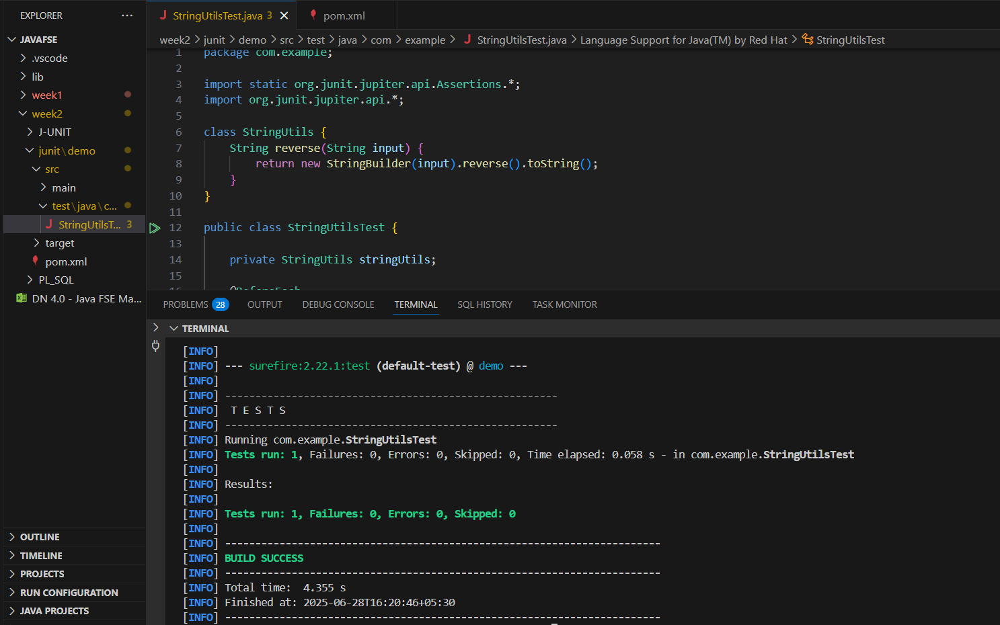 EXPLORER
JAVAFSE
.vscode
lib
week1
week2
J-UNIT
junit\demo
src
main
test\java\c...
StringUtilsT... 3
target
pom.xml
PL_SQL
DN 4.0 - Java FSE Ma...
OUTLINE
TIMELINE
PROJECTS
RUN CONFIGURATION
JAVA PROJECTS
J StringUtilsTest.java 3
pom.xml
week2 > junit > demo > src > test > java > com > example > J StringUtilsTest.java > Language Support for Java(TM) by Red Hat > StringUtilsTest
1 package com.example;
2
3 import static org.junit.jupiter.api.Assertions.*;
4 import org.junit.jupiter.api.*;
5
6 class StringUtils {
7 String reverse(String input) {
8 return new StringBuilder(input).reverse().toString();
9 }
10 }
11
12 public class StringUtilsTest {
13
14 private StringUtils stringUtils;
15
16 @BeforeEach
PROBLEMS 28 OUTPUT DEBUG CONSOLE TERMINAL SQL HISTORY TASK MONITOR
TERMINAL
[INFO]
[INFO] --- surefire:2.22.1:test (default-test) @ demo ---
[INFO]
[INFO] -------------------------------------------------------
[INFO] T E S T S
[INFO] -------------------------------------------------------
[INFO] Running com.example.StringUtilsTest
[INFO] Tests run: 1, Failures: 0, Errors: 0, Skipped: 0, Time elapsed: 0.058 s - in com.example.StringUtilsTest
[INFO]
[INFO] Results:
[INFO]
[INFO] Tests run: 1, Failures: 0, Errors: 0, Skipped: 0
[INFO]
[INFO] ------------------------------------------------------------------------
[INFO] BUILD SUCCESS
[INFO] ------------------------------------------------------------------------
[INFO] Total time:  4.355 s
[INFO] Finished at: 2025-06-28T16:20:46+05:30
[INFO] ------------------------------------------------------------------------